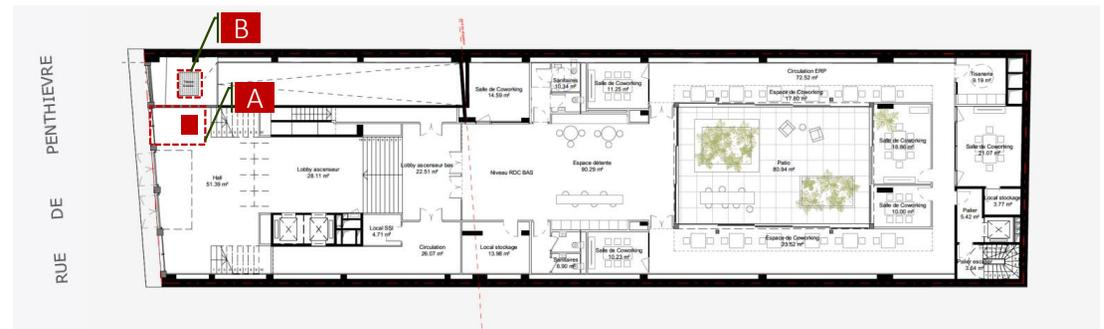 B
A
RUE DE PENTHIEVRE
Salle de Coworking
14.59 m²
Sanitaires
10.34 m²
Salle de Coworking
11.25 m²
Circulation ERP
72.52 m²
Espace de Coworking
17.80 m²
Tisanerie
9.19 m²
Hall
51.39 m²
Lobby ascenseur
28.11 m²
Lobby ascenseur bas
22.51 m²
Niveau RDC BAS
Espace détente
90.29 m²
Patio
80.94 m²
Salle de Coworking
18.86 m²
Salle de Coworking
21.07 m²
Local SSI
4.71 m²
Circulation
26.07 m²
Local stockage
13.98 m²
Sanitaires
6.90 m²
Salle de Coworking
10.23 m²
Espace de Coworking
23.52 m²
Salle de Coworking
10.00 m²
Palier
5.42 m²
Local stockage
3.77 m²
Palier escalier
3.64 m²